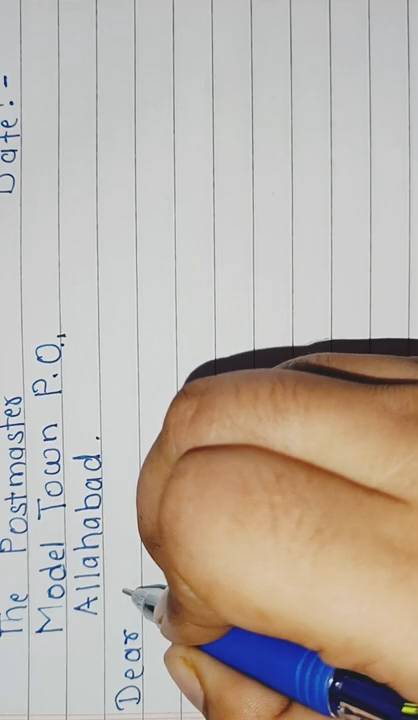 Date:-
The Postmaster
Model Town P.O.,
Allahabad.
Dear